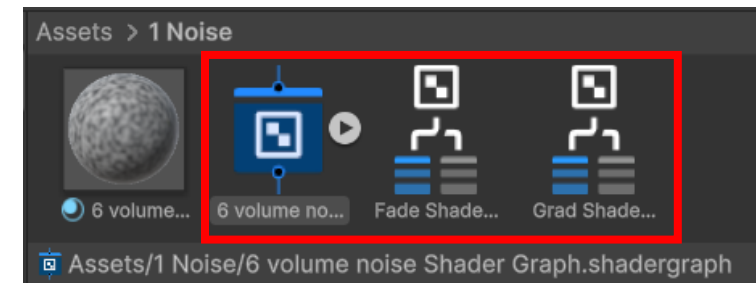 Assets > 1 Noise
6 volume...
6 volume no...
Fade Shade...
Grad Shade...
Assets/1 Noise/6 volume noise Shader Graph.shadergraph